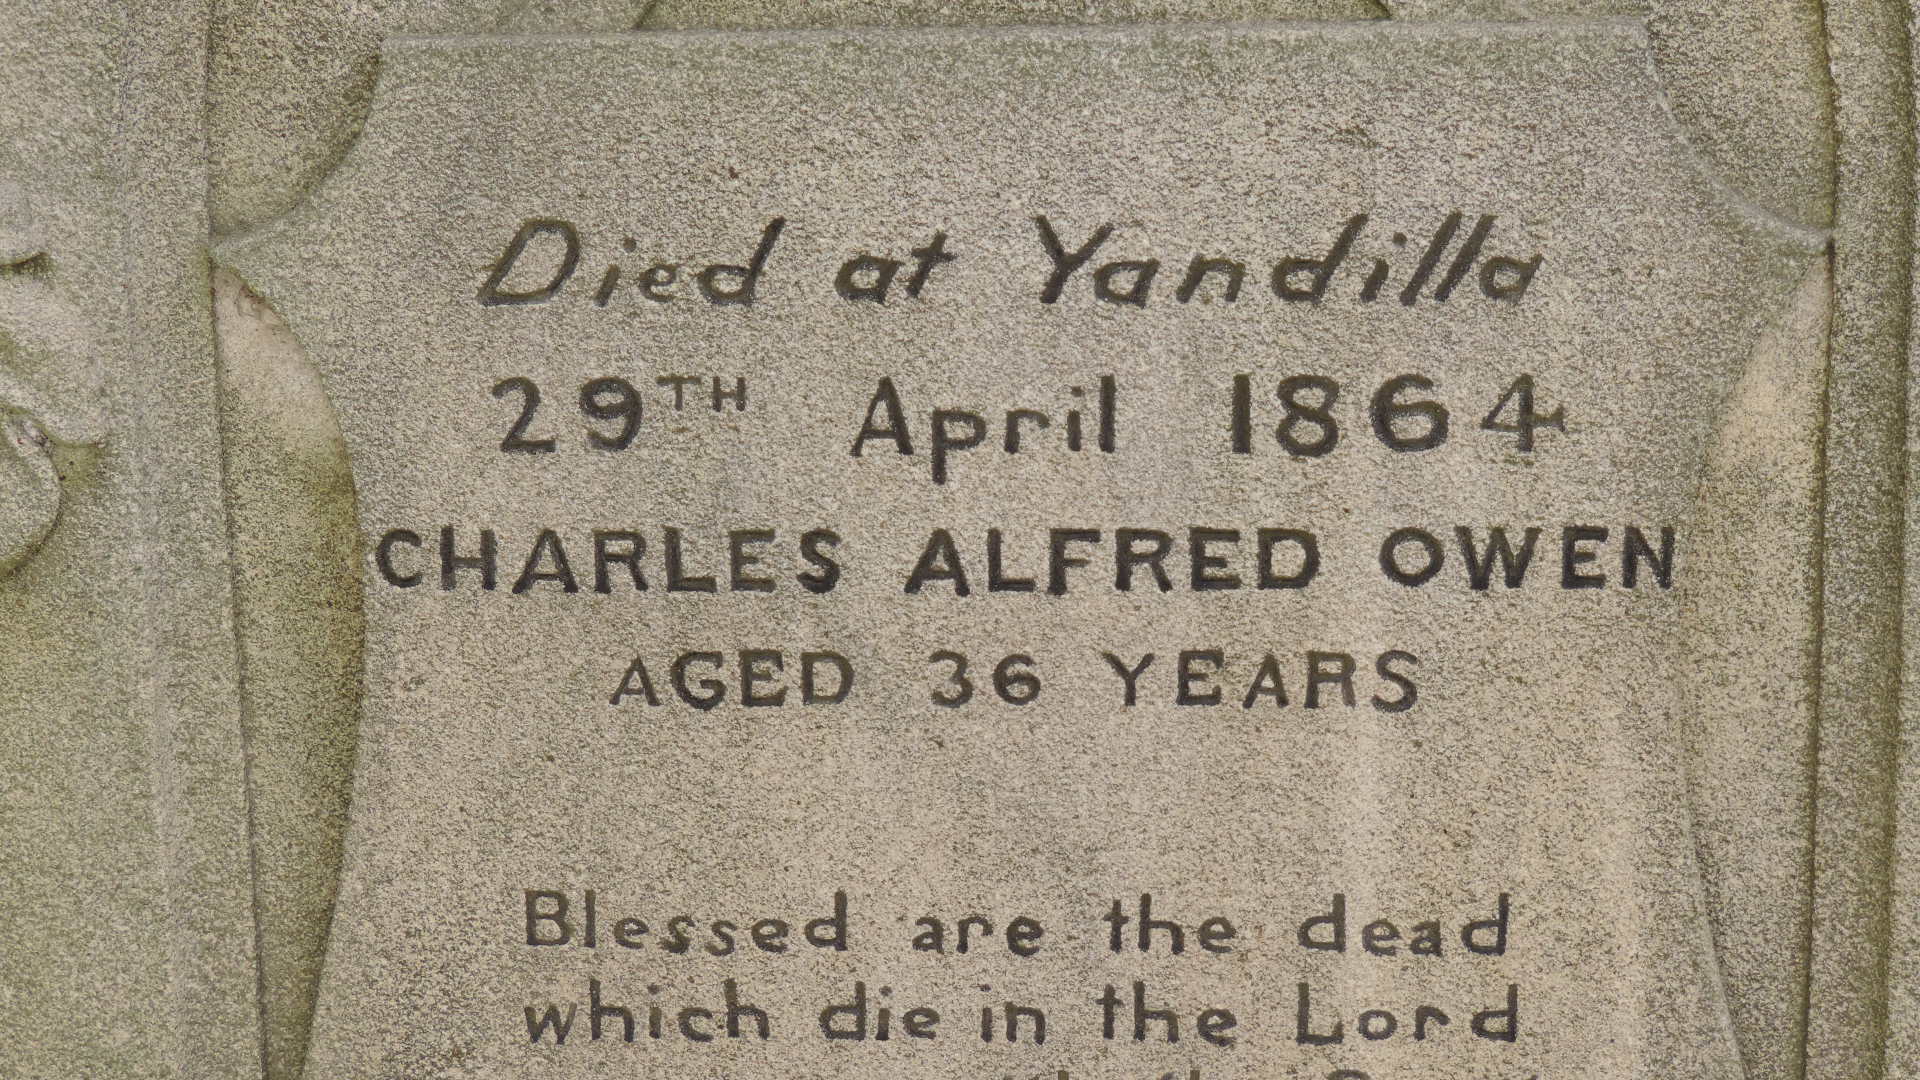 Died at Yandilla
29TH April 1864
CHARLES ALFRED OWEN
AGED 36 YEARS
Blessed are the dead
which die in the Lord